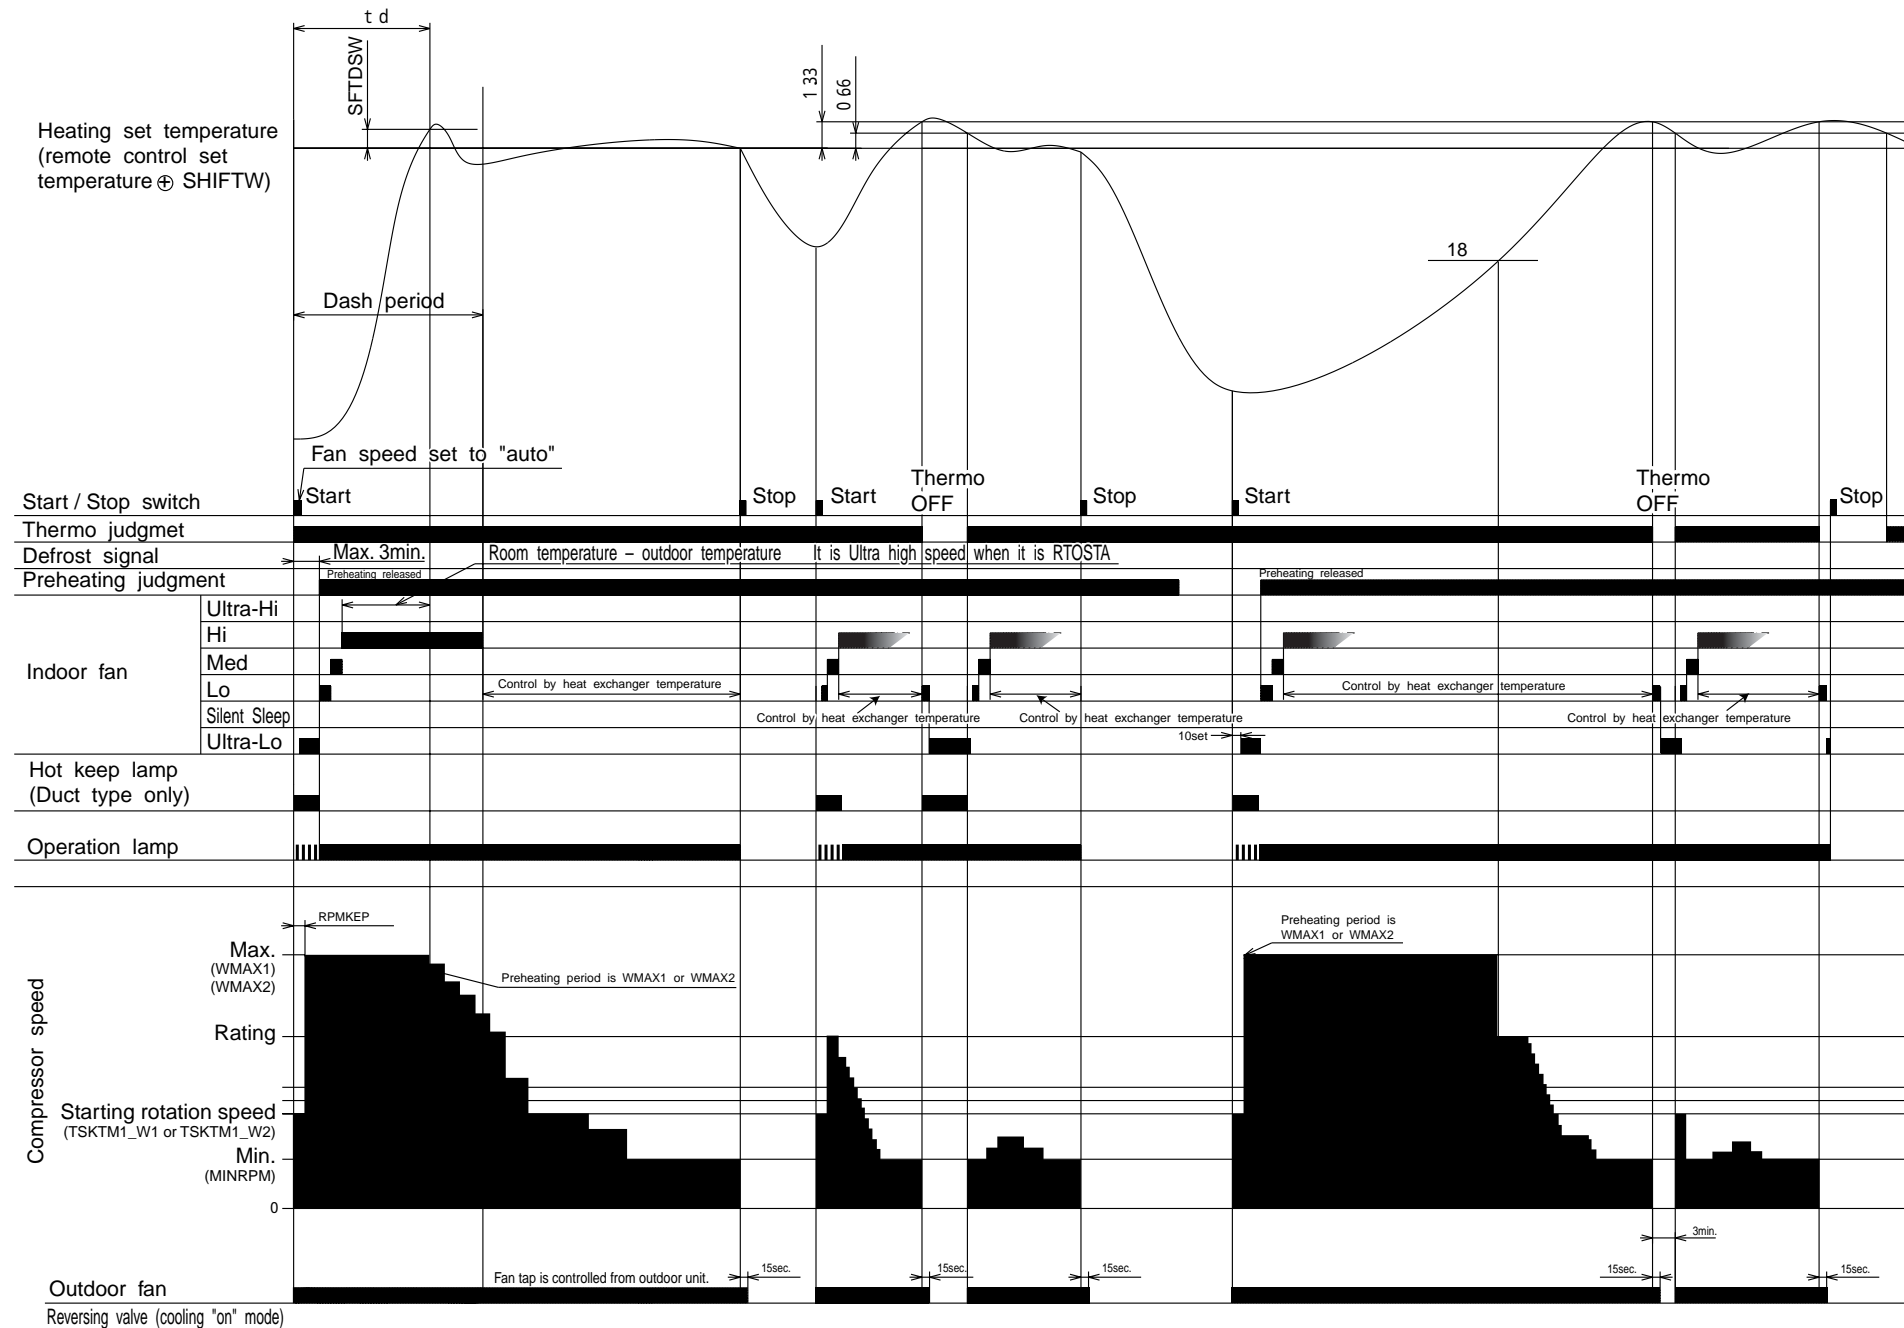 t d
SFTDSW
1 33
0 66
Heating set temperature
(remote control set
temperature ⊕ SHIFTW)
18
Dash period
Fan speed set to "auto"
Start / Stop switch
Start
Stop
Start
Thermo
OFF
Stop
Start
Thermo
OFF
Stop
Thermo judgmet
Defrost signal
Max. 3min.
Room temperature – outdoor temperature It is Ultra high speed when it is RTOSTA
Preheating judgment
Preheating released
Preheating released
Indoor fan
Ultra-Hi
Hi
Med
Lo
Control by heat exchanger temperature
Control by heat exchanger temperature
Silent Sleep
Control by heat exchanger temperature
Control by heat exchanger temperature
Control by heat exchanger temperature
Ultra-Lo
10set
Hot keep lamp
(Duct type only)
Operation lamp
RPMKEP
Preheating period is
WMAX1 or WMAX2
Compressor speed
Max.
(WMAX1)
(WMAX2)
Preheating period is WMAX1 or WMAX2
Rating
Starting rotation speed
(TSKTM1_W1 or TSKTM1_W2)
Min.
(MINRPM)
0
3min.
Fan tap is controlled from outdoor unit.
15sec.
15sec.
15sec.
15sec.
15sec.
Outdoor fan
Reversing valve (cooling "on" mode)